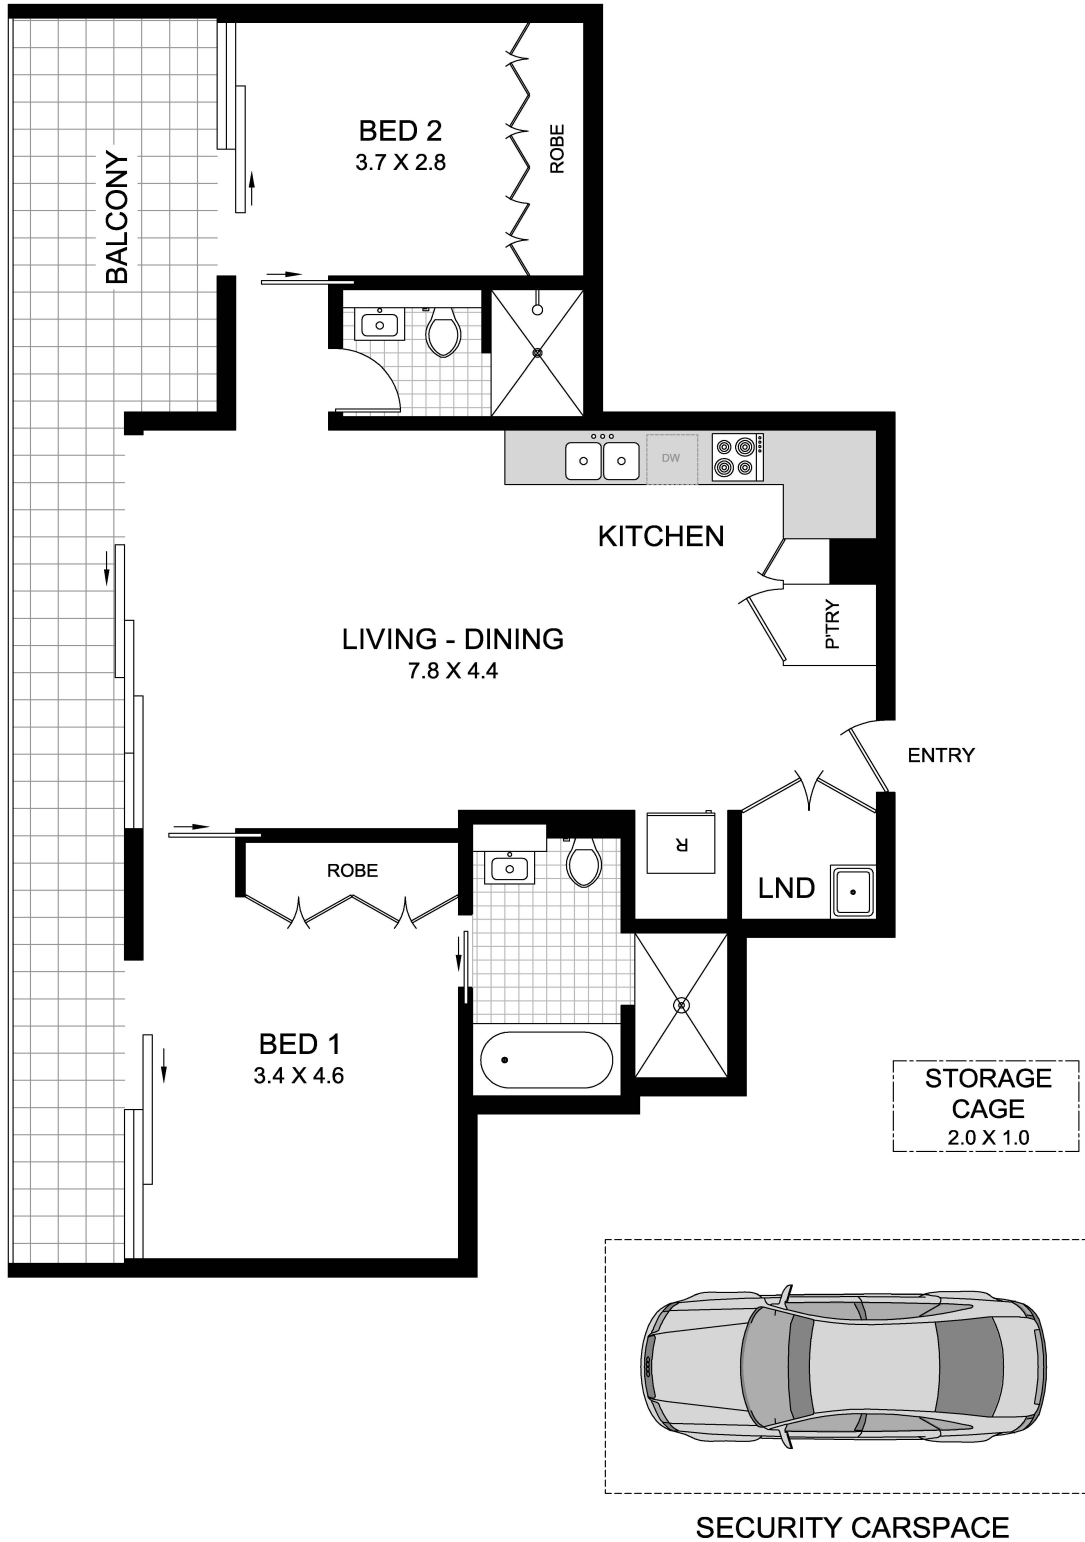 BED 2
3.7 X 2.8
ROBE
BALCONY
DW
KITCHEN
P'TRY
LIVING - DINING
7.8 X 4.4
ENTRY
R
ROBE
LND
BED 1
3.4 X 4.6
STORAGE
CAGE
2.0 X 1.0
SECURITY CARSPACE